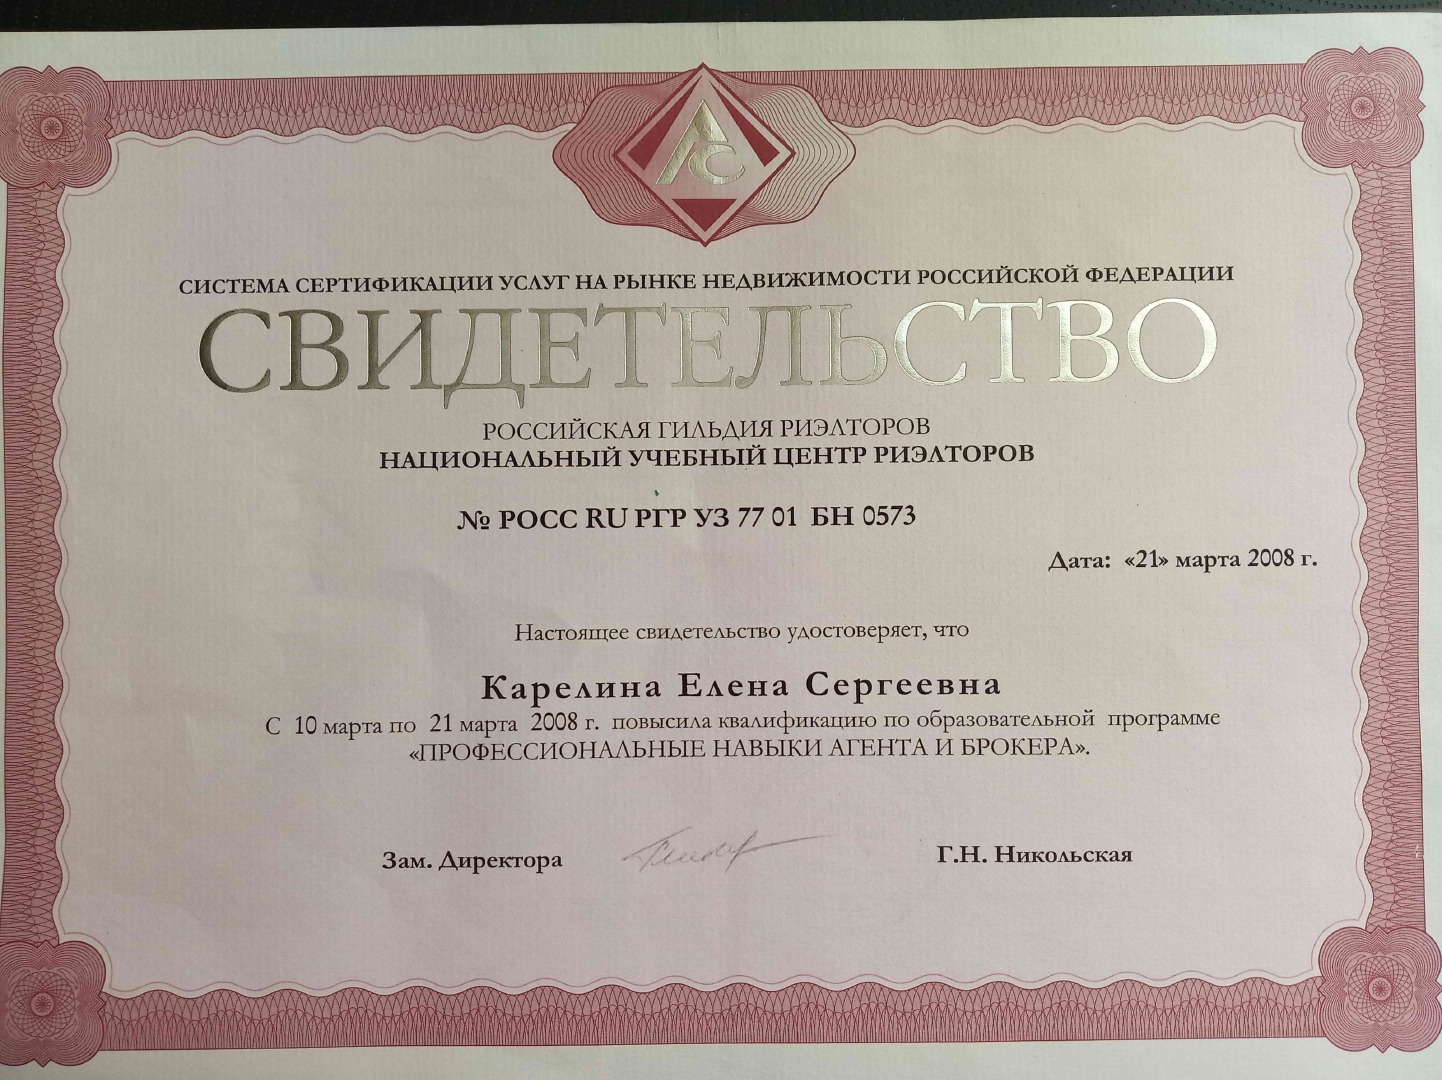 СИСТЕМА СЕРТИФИКАЦИИ УСЛУГ НА РЫНКЕ НЕДВИЖИМОСТИ РОССИЙСКОЙ ФЕДЕРАЦИИ
СВИДЕТЕЛЬСТВО
РОССИЙСКАЯ ГИЛЬДИЯ РИЭЛТОРОВ
НАЦИОНАЛЬНЫЙ УЧЕБНЫЙ ЦЕНТР РИЭЛТОРОВ
№ РОСС RU РГР УЗ 77 01 БН 0573
Дата: «21» марта 2008 г.
Настоящее свидетельство удостоверяет, что
Карелина Елена Сергеевна
С 10 марта по 21 марта 2008 г. повысила квалификацию по образовательной программе
«ПРОФЕССИОНАЛЬНЫЕ НАВЫКИ АГЕНТА И БРОКЕРА».
Зам. Директора Г.Н. Никольская